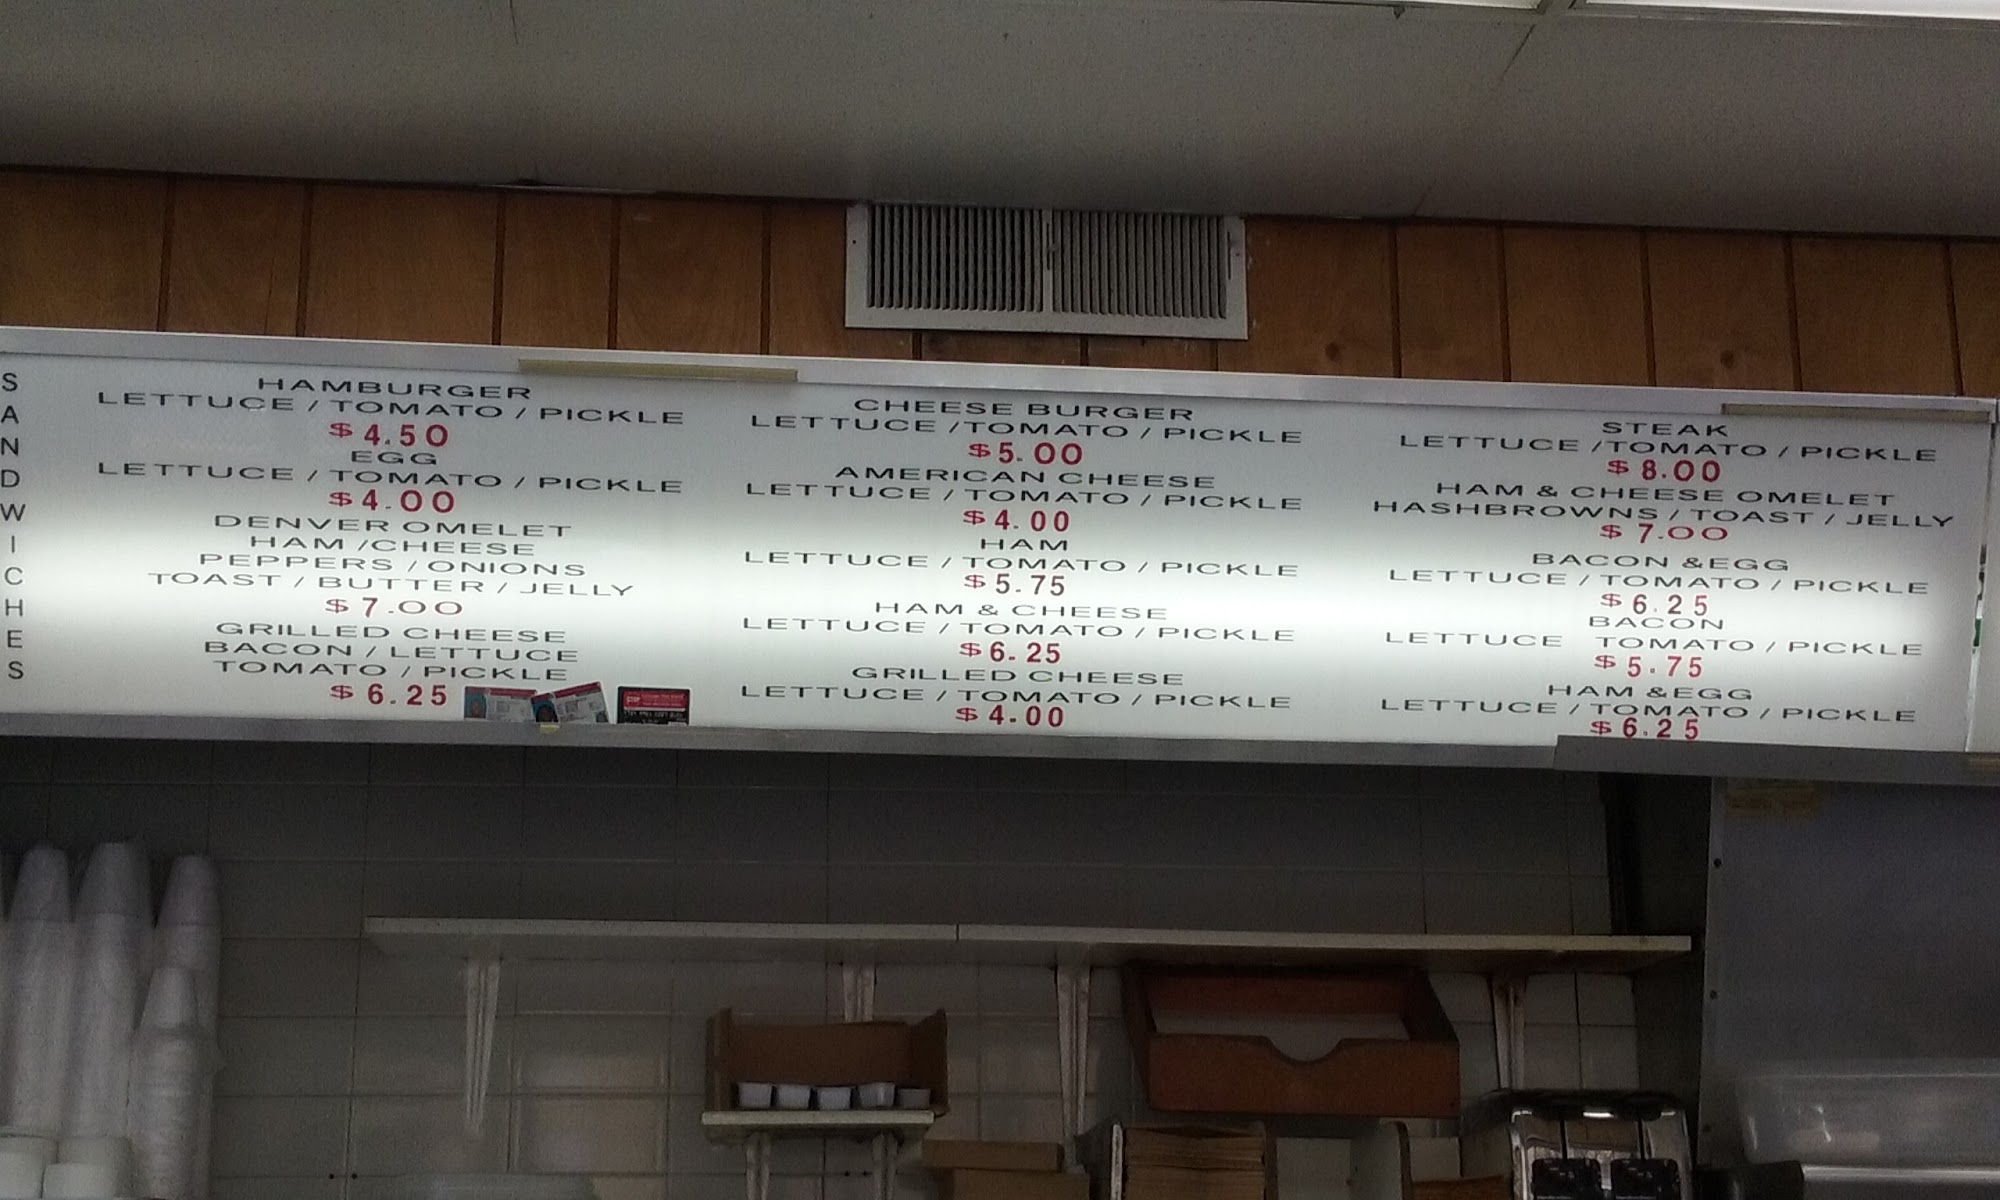 SANDWICHES
HAMBURGER
LETTUCE / TOMATO / PICKLE
$4.50
EGG
LETTUCE / TOMATO / PICKLE
$4.00
DENVER OMELET
HAM /CHEESE
PEPPERS / ONIONS
TOAST / BUTTER / JELLY
$7.00
GRILLED CHEESE
BACON / LETTUCE
TOMATO / PICKLE
$6.25
CHEESE BURGER
LETTUCE /TOMATO / PICKLE
$5.00
AMERICAN CHEESE
LETTUCE / TOMATO / PICKLE
$4.00
HAM
LETTUCE / TOMATO / PICKLE
$5.75
HAM & CHEESE
LETTUCE / TOMATO / PICKLE
$6.25
GRILLED CHEESE
LETTUCE / TOMATO / PICKLE
$4.00
STEAK
LETTUCE /TOMATO / PICKLE
$8.00
HAM & CHEESE OMELET
HASHBROWNS / TOAST / JELLY
$7.00
BACON &EGG
LETTUCE / TOMATO / PICKLE
$6.25
BACON
LETTUCE TOMATO / PICKLE
$5.75
HAM &EGG
LETTUCE / TOMATO / PICKLE
$6.25